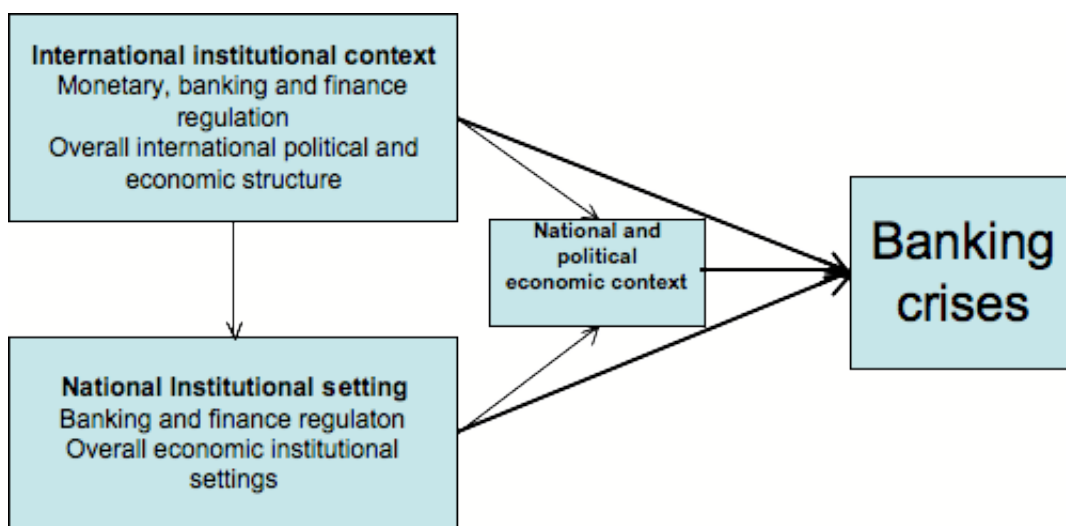 International institutional context
Monetary, banking and finance
regulation
Overall international political and
economic structure
National and
political
economic context
Banking
crises
National Institutional setting
Banking and finance regulaton
Overall economic institutional
settings